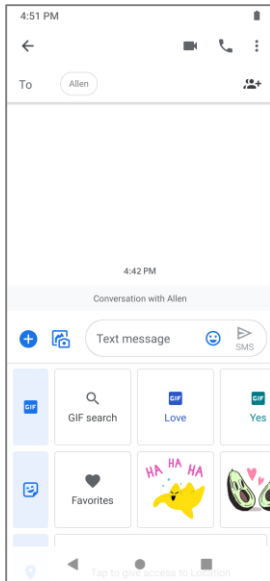 4:51 PM
To Allen
4:42 PM
Conversation with Allen
Text message
SMS
GIF
GIF search
GIF
Love
GIF
Yes
Favorites
HA HA HA
Tap to give access to Location